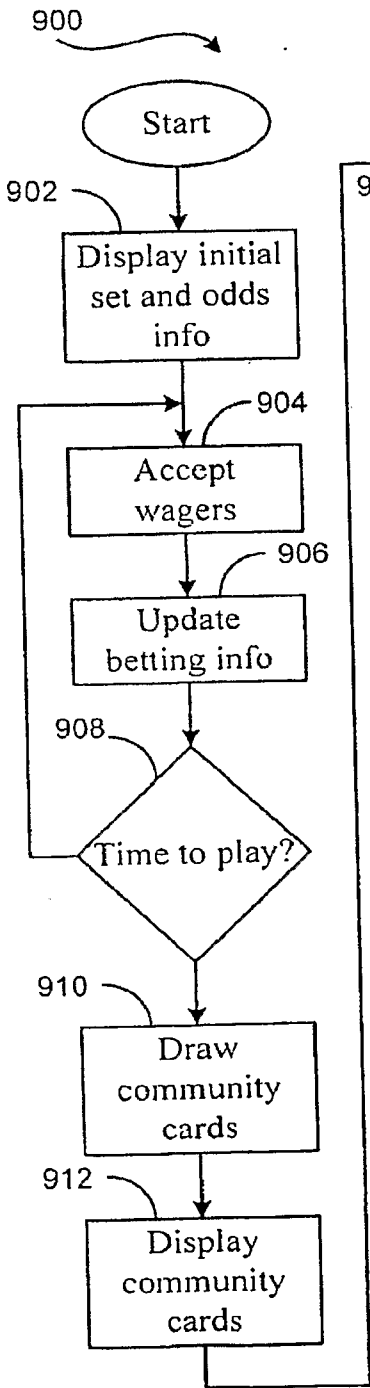 900
Start
902
9
Display initial
set and odds
info
904
Accept
wagers
906
Update
betting info
908
Time to play?
910
Draw
community
cards
912
Display
community
cards